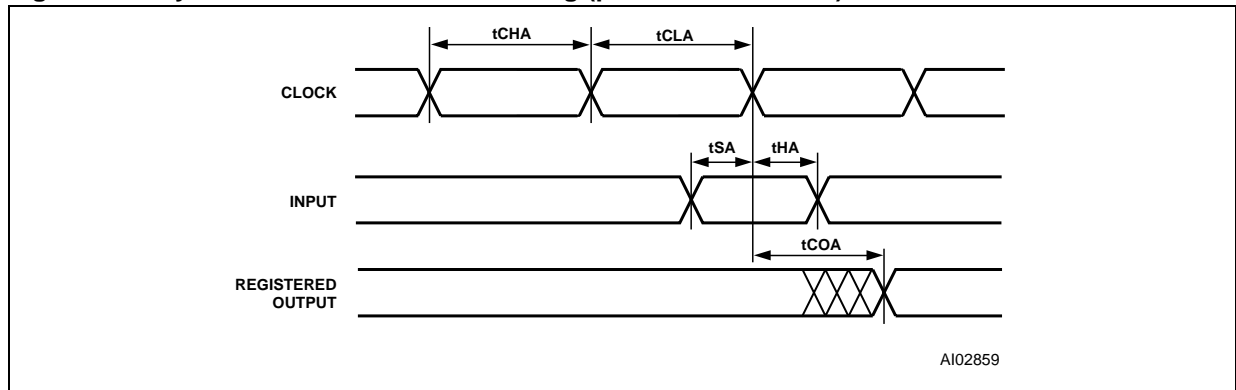 tCHA tCLA
CLOCK
tSA tHA
INPUT
tCOA
REGISTERED
OUTPUT
AI02859